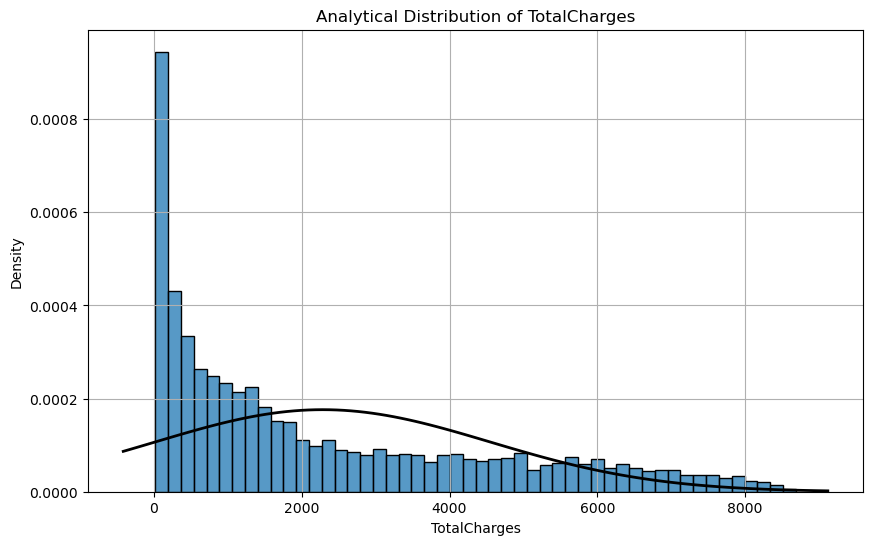 Analytical Distribution of TotalCharges
0.0008
0.0006
0.0004
0.0002
0.0000
Density
0 2000 4000 6000 8000
TotalCharges